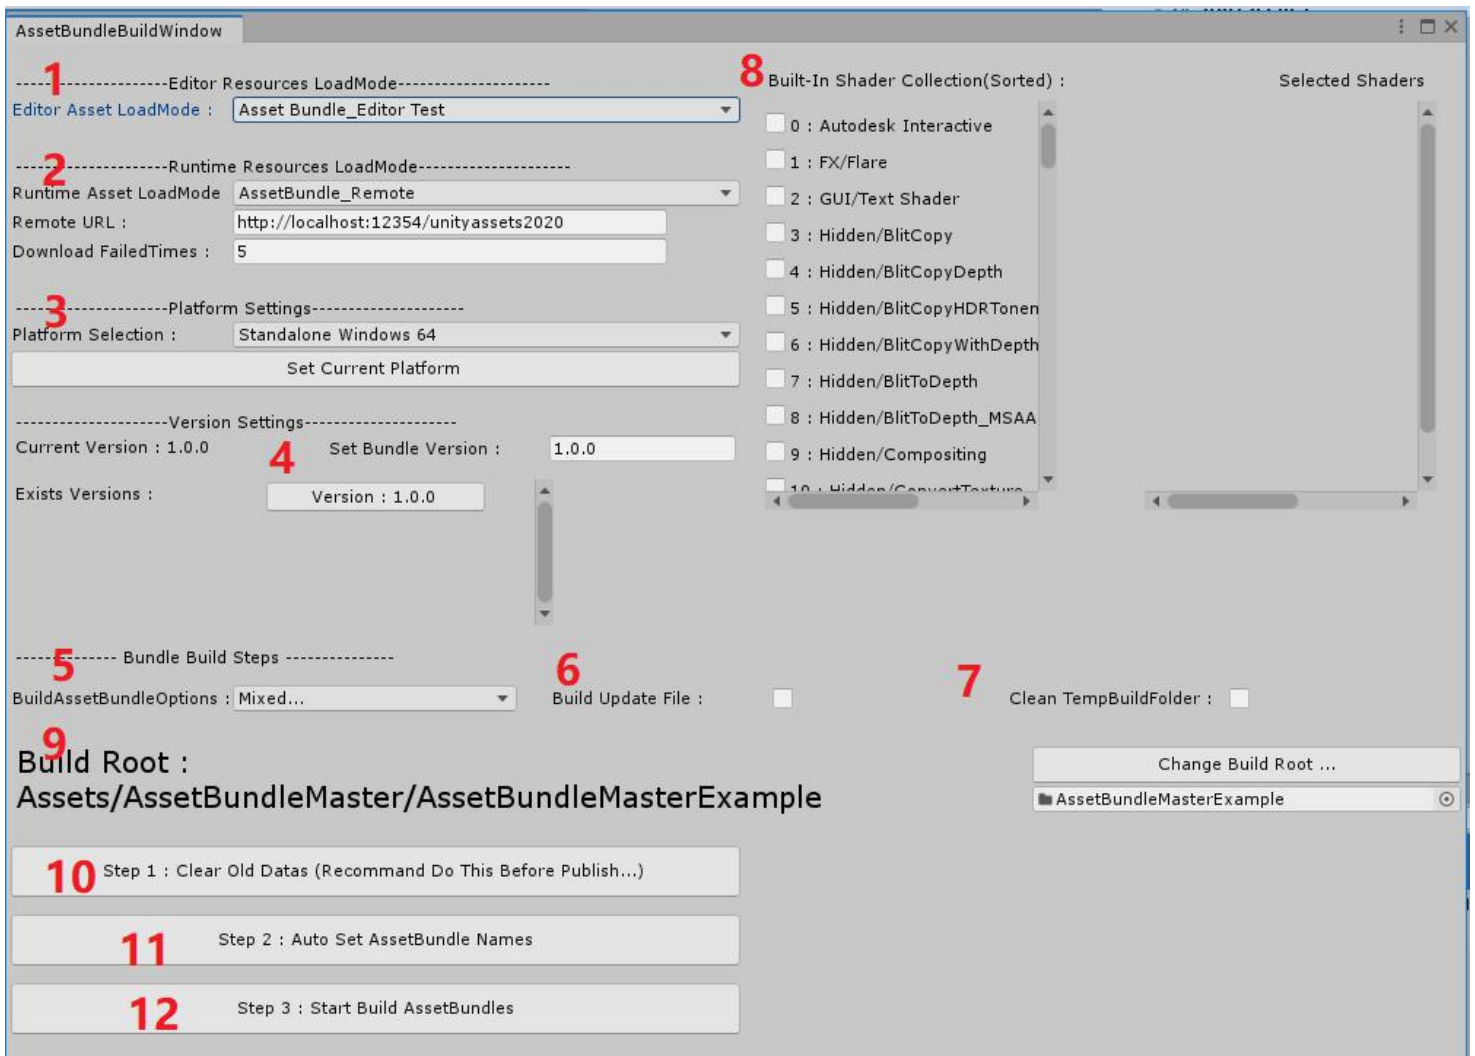 AssetBundleBuildWindow
1
---------------------Editor Resources LoadMode---------------------
Editor Asset LoadMode : Asset Bundle_Editor Test
2
---------------------Runtime Resources LoadMode---------------------
Runtime Asset LoadMode AssetBundle_Remote
Remote URL : http://localhost:12354/unityassets2020
Download FailedTimes : 5
3
---------------------Platform Settings---------------------
Platform Selection : Standalone Windows 64
Set Current Platform
---------------------Version Settings---------------------
Current Version : 1.0.0
4
Set Bundle Version : 1.0.0
Exists Versions : Version : 1.0.0
8
Built-In Shader Collection(Sorted) :
0 : Autodesk Interactive
1 : FX/Flare
2 : GUI/Text Shader
3 : Hidden/BlitCopy
4 : Hidden/BlitCopyDepth
5 : Hidden/BlitCopyHDRTonen
6 : Hidden/BlitCopyWithDepth
7 : Hidden/BlitToDepth
8 : Hidden/BlitToDepth_MSAA
9 : Hidden/Compositing
10 : Hidden/ConvertTexture
Selected Shaders
-------------- Bundle Build Steps ---------------
5
BuildAssetBundleOptions : Mixed...
6
Build Update File :
7
Clean TempBuildFolder :
9
Build Root :
Assets/AssetBundleMaster/AssetBundleMasterExample
Change Build Root ...
AssetBundleMasterExample
10
Step 1 : Clear Old Datas (Recommand Do This Before Publish...)
11
Step 2 : Auto Set AssetBundle Names
12
Step 3 : Start Build AssetBundles